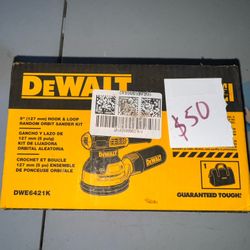 DEWALT
5" (127 mm) HOOK & LOOP
RANDOM ORBIT SANDER KIT
GANCHO Y LAZO DE
127 mm (5 pulg)
KIT DE LIJADORA
ORBITAL ALEATORIA
CROCHET ET BOUCLE
127 mm (5 po) ENSEMBLE
DE PONCEUSE ORBITALE
DWE6421K
$50
GUARANTEED TOUGH.